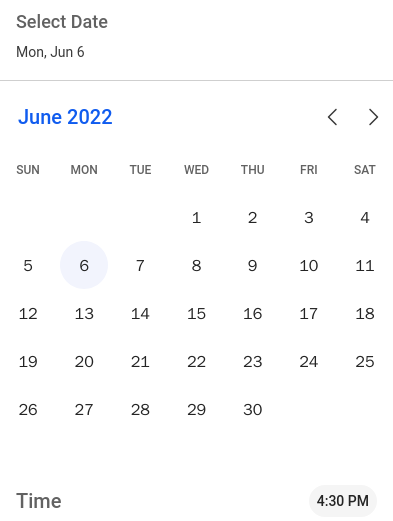 Select Date
Mon, Jun 6
June 2022
SUN MON TUE WED THU FRI SAT
1 2 3 4
5 6 7 8 9 10 11
12 13 14 15 16 17 18
19 20 21 22 23 24 25
26 27 28 29 30
Time 4:30 PM